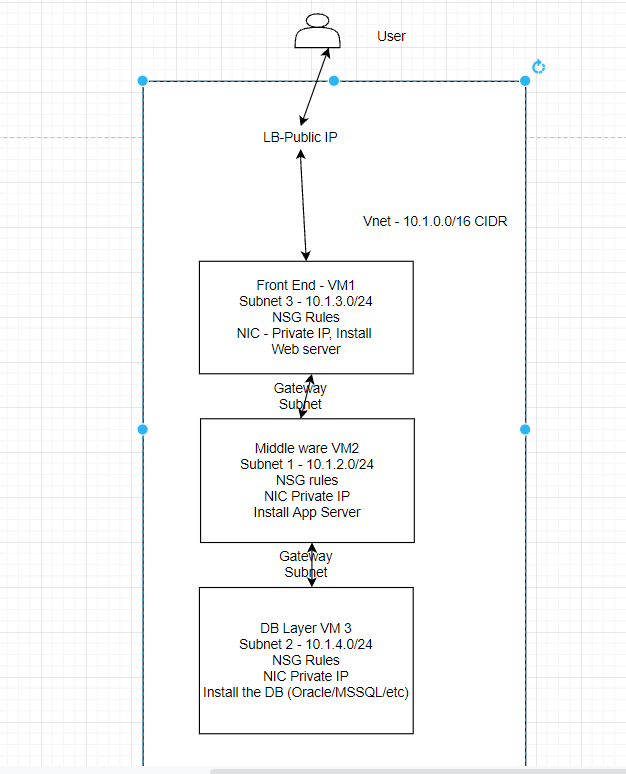 User
LB-Public IP
Vnet - 10.1.0.0/16 CIDR
Front End - VM1
Subnet 3 - 10.1.3.0/24
NSG Rules
NIC - Private IP, Install
Web server
Gateway
Subnet
Middle ware VM2
Subnet 1 - 10.1.2.0/24
NSG rules
NIC Private IP
Install App Server
Gateway
Subnet
DB Layer VM 3
Subnet 2 - 10.1.4.0/24
NSG Rules
NIC Private IP
Install the DB (Oracle/MSSQL/etc)